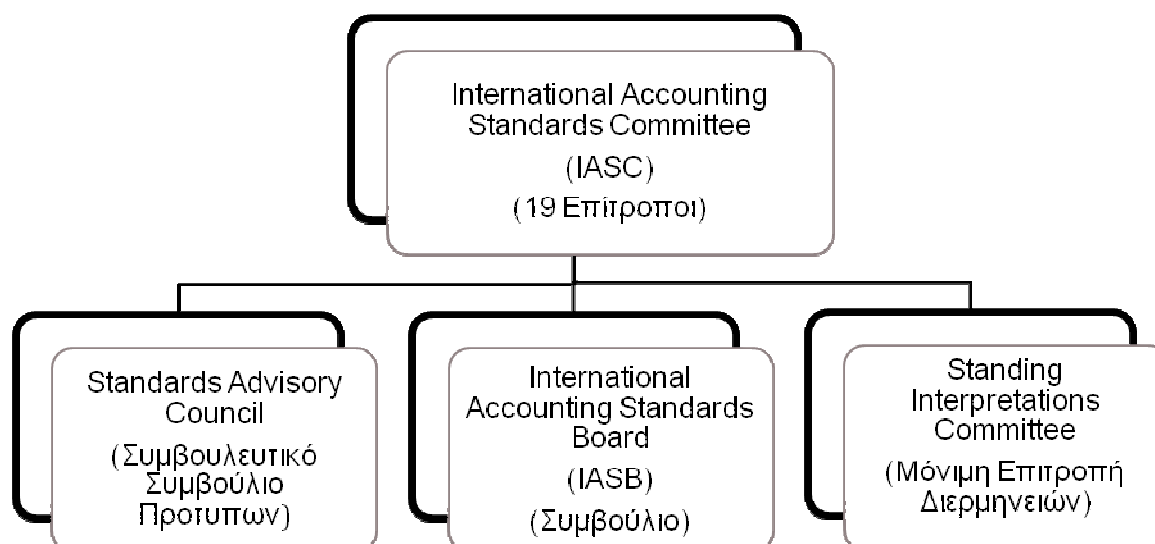 International Accounting
Standards Committee
(IASC)
(19 Επίτροποι)
Standards Advisory
Council
(Συμβουλευτικό
Συμβούλιο
Προτυπων)
International
Accounting Standards
Board
(IASB)
(Συμβούλιο)
Standing
Interpretations
Committee
(Μόνιμη Επιτροπή
Διερμηνειών)